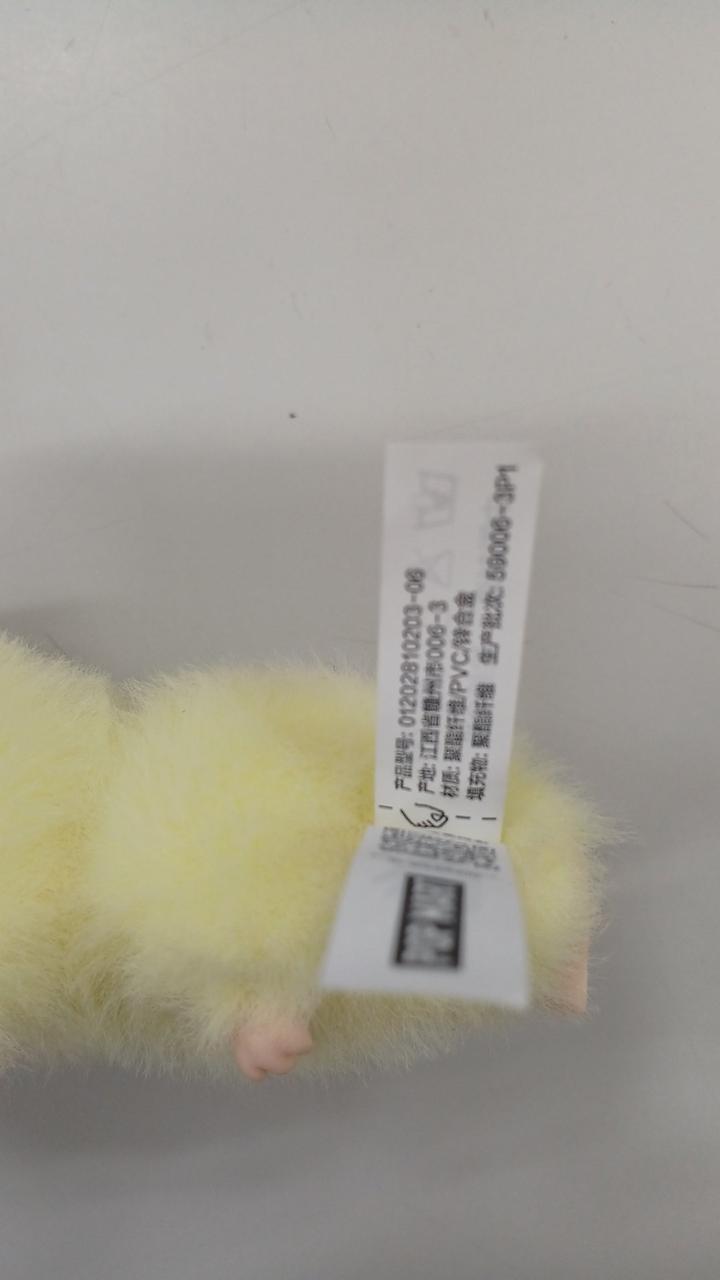 产品型号: 01202810203-06
产地: 江西省赣州市006-3
材质: 聚酯纤维/PVC/锌合金
填充物: 聚酯纤维 生产批次: 59006-3P1
POP MART